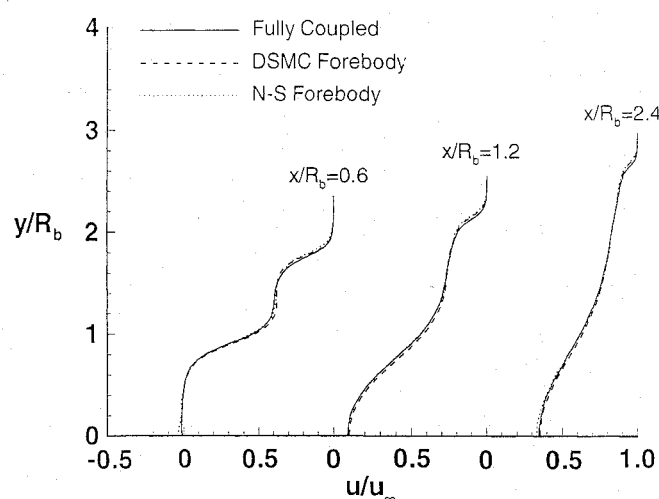 4
Fully Coupled
DSMC Forebody
N-S Forebody
3
x/R_b=2.4
x/R_b=1.2
x/R_b=0.6
y/R_b
2
1
0
-0.5 0 0.5 0 0.5 0 0.5 1.0
u/u_∞